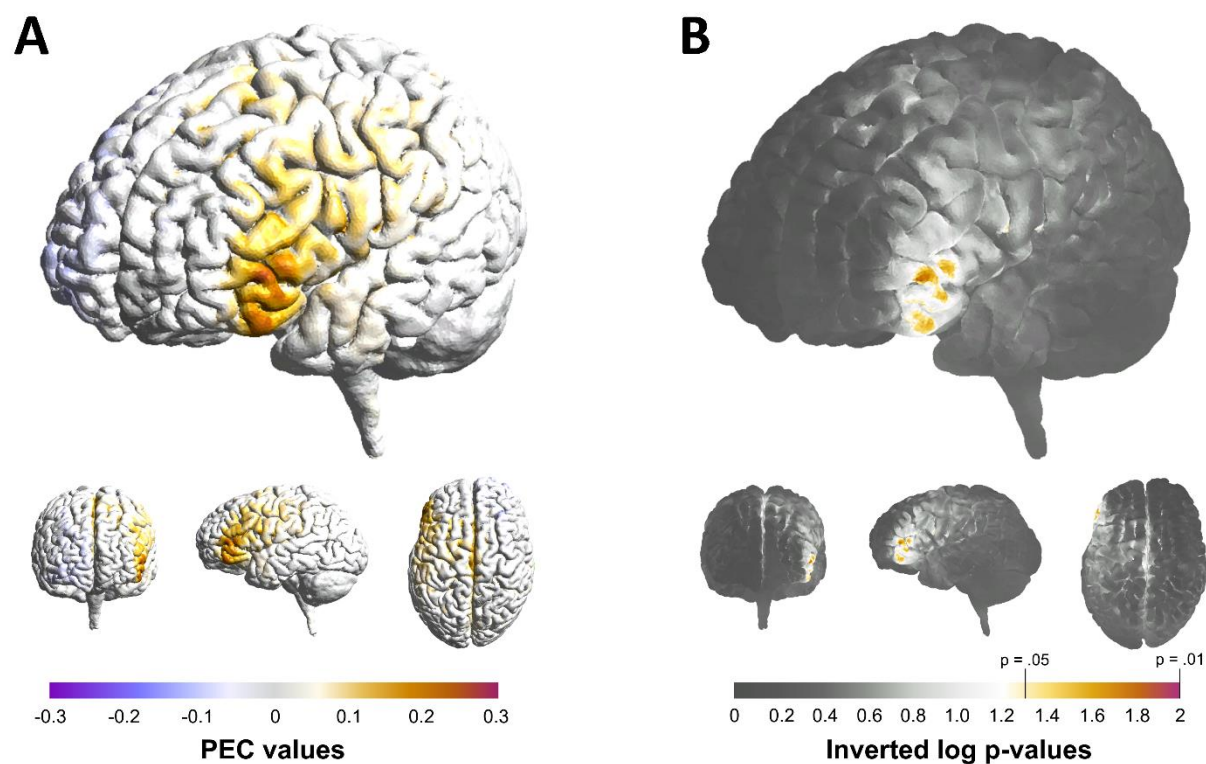 A
B
-0.3 -0.2 -0.1 0 0.1 0.2 0.3
PEC values
p = .05 p = .01
0 0.2 0.4 0.6 0.8 1.0 1.2 1.4 1.6 1.8 2
Inverted log p-values